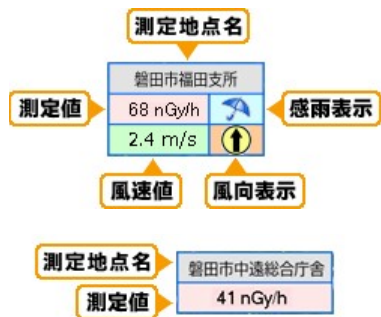 測定地点名
磐田市福田支所
測定値
68 nGy/h
感雨表示
2.4 m/s
風速値
風向表示
測定地点名
磐田市中遠総合庁舎
測定値
41 nGy/h